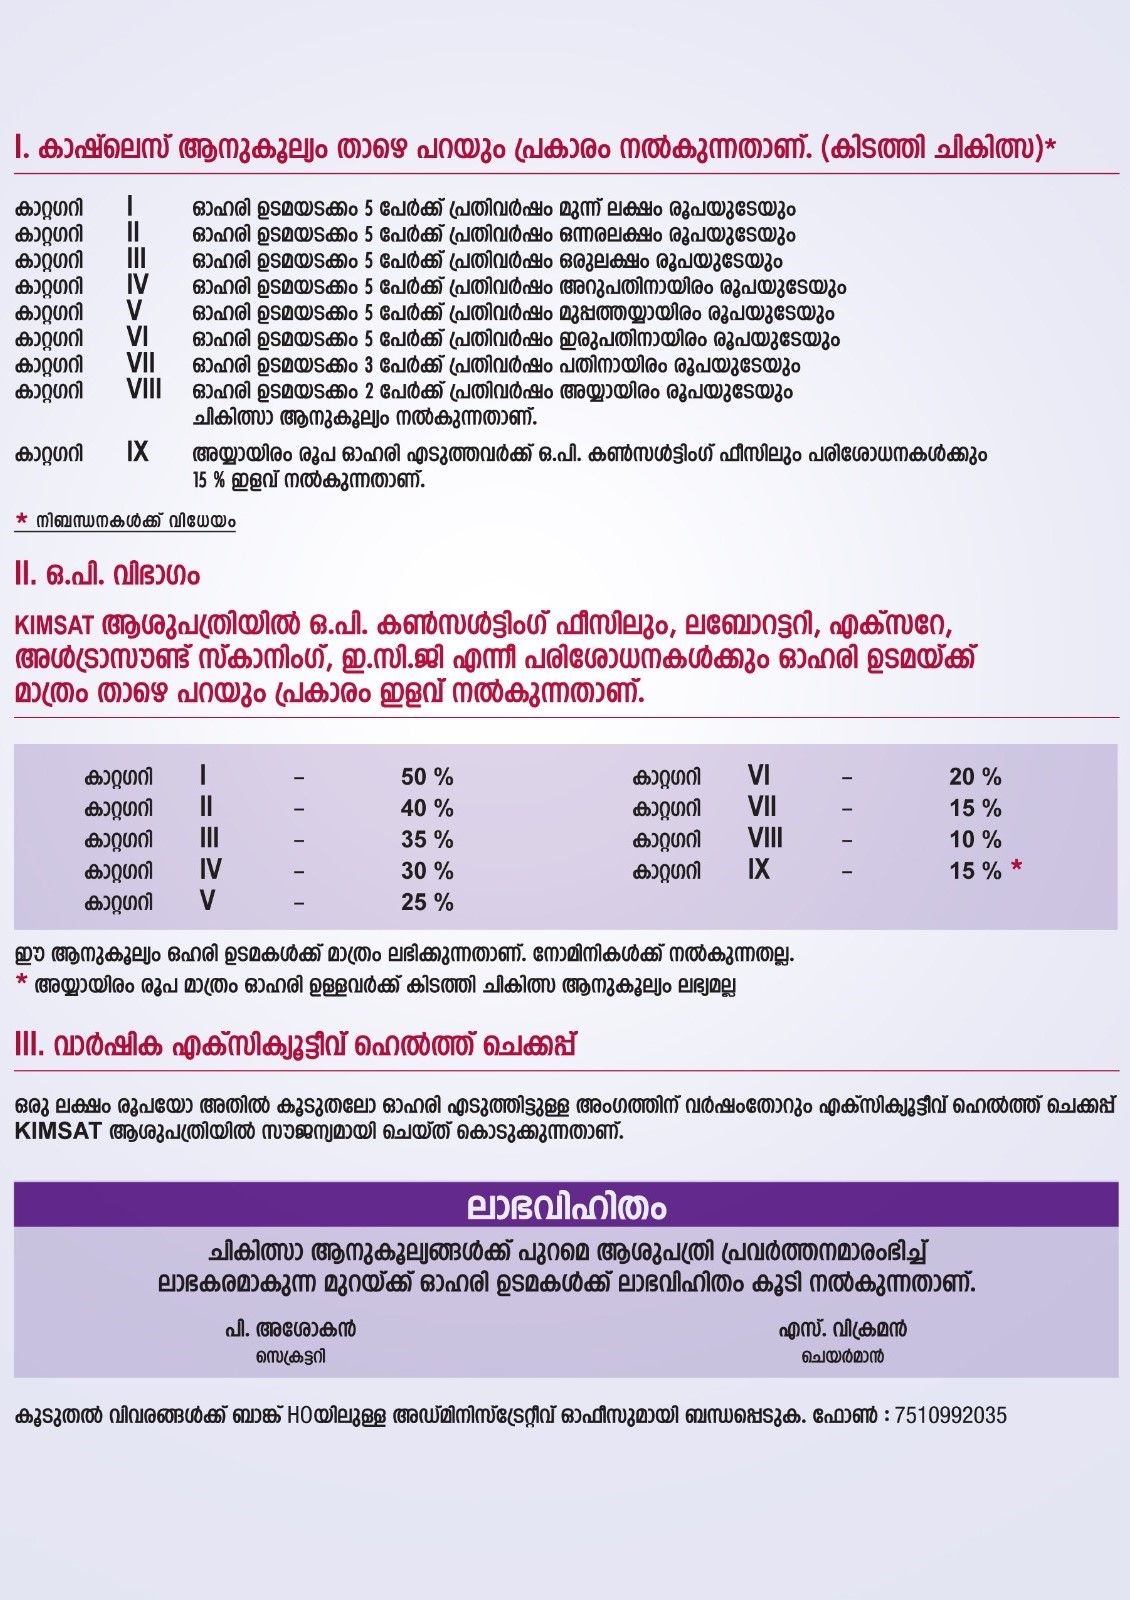 I. കാഷ്‌ലെസ് ആനുകൂല്യം താഴെ പറയും പ്രകാരം നൽകുന്നതാണ്. (കിടത്തി ചികിത്സ)*
കാറ്റഗറി I ഓഹരി ഉടമയടക്കം 5 പേർക്ക് പ്രതിവർഷം മുന്ന് ലക്ഷം രൂപയുടേയും
കാറ്റഗറി II ഓഹരി ഉടമയടക്കം 5 പേർക്ക് പ്രതിവർഷം ഒന്നരലക്ഷം രൂപയുടേയും
കാറ്റഗറി III ഓഹരി ഉടമയടക്കം 5 പേർക്ക് പ്രതിവർഷം ഒരുലക്ഷം രൂപയുടേയും
കാറ്റഗറി IV ഓഹരി ഉടമയടക്കം 5 പേർക്ക് പ്രതിവർഷം അറുപതിനായിരം രൂപയുടേയും
കാറ്റഗറി V ഓഹരി ഉടമയടക്കം 5 പേർക്ക് പ്രതിവർഷം മുപ്പത്തയ്യായിരം രൂപയുടേയും
കാറ്റഗറി VI ഓഹരി ഉടമയടക്കം 5 പേർക്ക് പ്രതിവർഷം ഇരുപതിനായിരം രൂപയുടേയും
കാറ്റഗറി VII ഓഹരി ഉടമയടക്കം 3 പേർക്ക് പ്രതിവർഷം പതിനായിരം രൂപയുടേയും
കാറ്റഗറി VIII ഓഹരി ഉടമയടക്കം 2 പേർക്ക് പ്രതിവർഷം അയ്യായിരം രൂപയുടേയും
ചികിത്സാ ആനുകൂല്യം നൽകുന്നതാണ്.
കാറ്റഗറി IX അയ്യായിരം രൂപ ഓഹരി എടുത്തവർക്ക് ഒ.പി. കൺസൾട്ടിംഗ് ഫീസിലും പരിശോധനകൾക്കും
15 % ഇളവ് നൽകുന്നതാണ്.
* നിബന്ധനകൾക്ക് വിധേയം
II. ഒ.പി. വിഭാഗം
KIMSAT ആശുപത്രിയിൽ ഒ.പി. കൺസൾട്ടിംഗ് ഫീസിലും, ലബോറട്ടറി, എക്സറേ,
അൾട്രാസൗണ്ട് സ്കാനിംഗ്, ഇ.സി.ജി എന്നീ പരിശോധനകൾക്കും ഓഹരി ഉടമയ്ക്ക്
മാത്രം താഴെ പറയും പ്രകാരം ഇളവ് നൽകുന്നതാണ്.
കാറ്റഗറി I – 50 % കാറ്റഗറി VI – 20 %
കാറ്റഗറി II – 40 % കാറ്റഗറി VII – 15 %
കാറ്റഗറി III – 35 % കാറ്റഗറി VIII – 10 %
കാറ്റഗറി IV – 30 % കാറ്റഗറി IX – 15 % *
കാറ്റഗറി V – 25 %
ഈ ആനുകൂല്യം ഒഹരി ഉടമകൾക്ക് മാത്രം ലഭിക്കുന്നതാണ്. നോമിനികൾക്ക് നൽകുന്നതല്ല.
* അയ്യായിരം രൂപ മാത്രം ഓഹരി ഉള്ളവർക്ക് കിടത്തി ചികിത്സ ആനുകൂല്യം ലഭ്യമല്ല
III. വാർഷിക എക്സിക്യൂട്ടീവ് ഹെൽത്ത് ചെക്കപ്പ്
ഒരു ലക്ഷം രൂപയോ അതിൽ കൂടുതലോ ഓഹരി എടുത്തിട്ടുള്ള അംഗത്തിന് വർഷംതോറും എക്സിക്യൂട്ടീവ് ഹെൽത്ത് ചെക്കപ്പ്
KIMSAT ആശുപത്രിയിൽ സൗജന്യമായി ചെയ്ത് കൊടുക്കുന്നതാണ്.
ലാഭവിഹിതം
ചികിത്സാ ആനുകൂല്യങ്ങൾക്ക് പുറമെ ആശുപത്രി പ്രവർത്തനമാരംഭിച്ച്
ലാഭകരമാകുന്ന മുറയ്ക്ക് ഓഹരി ഉടമകൾക്ക് ലാഭവിഹിതം കൂടി നൽകുന്നതാണ്.
പി. അശോകൻ എസ്. വിക്രമൻ
സെക്രട്ടറി ചെയർമാൻ
കൂടുതൽ വിവരങ്ങൾക്ക് ബാങ്ക് HOയിലുള്ള അഡ്മിനിസ്ട്രേറ്റീവ് ഓഫീസുമായി ബന്ധപ്പെടുക. ഫോൺ : 7510992035